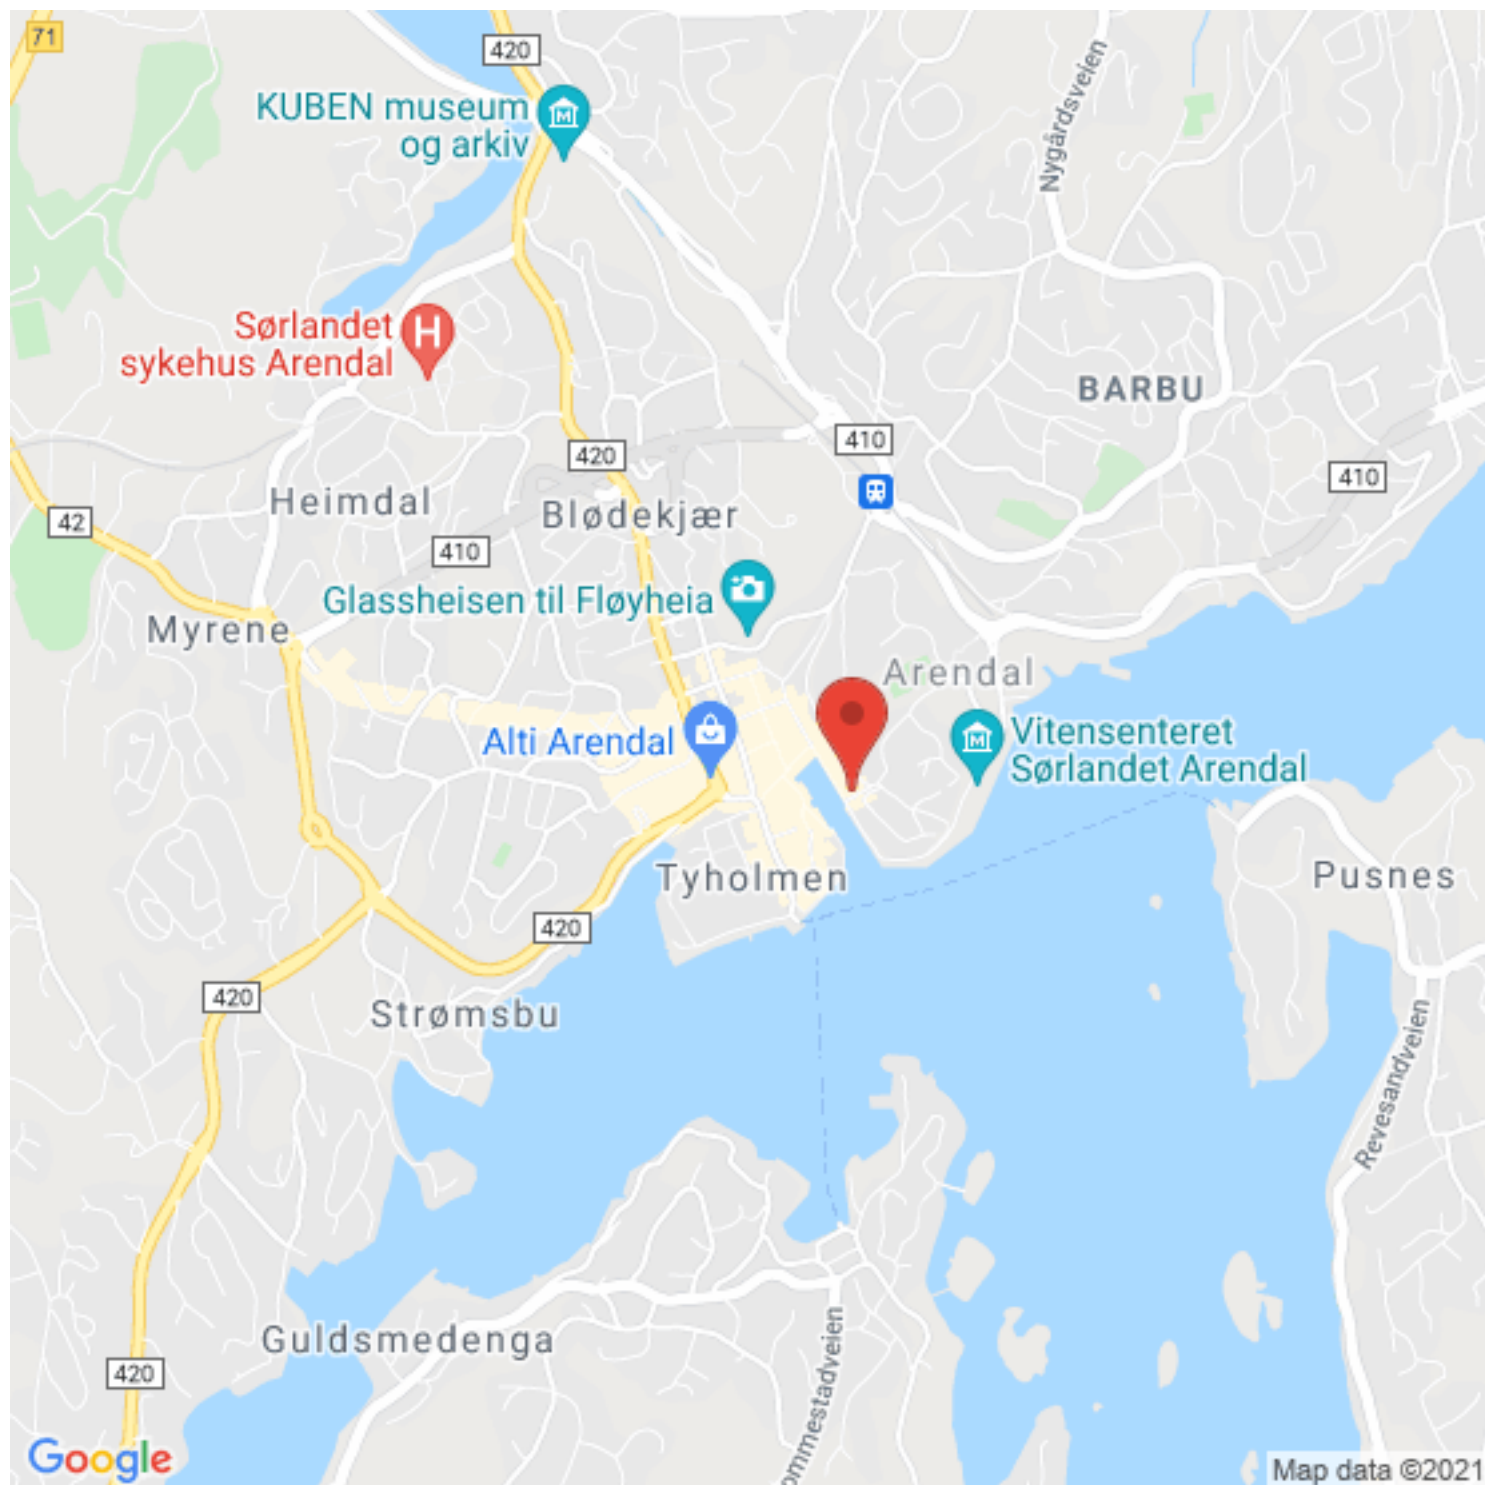 71
420
KUBEN museum
og arkiv
Nygårdsveien
Sørlandet
sykehus Arendal
H
BARBU
410
420
410
Heimdal
Blødekjær
42
410
Glassheisen til Fløyheia
Myrene
Arendal
Alti Arendal
Vitensenteret
Sørlandet Arendal
Tyholmen
Pusnes
420
420
Strømsbu
Revesandveien
Guldsmedenga
ommestadveien
420
Google
Map data ©2021